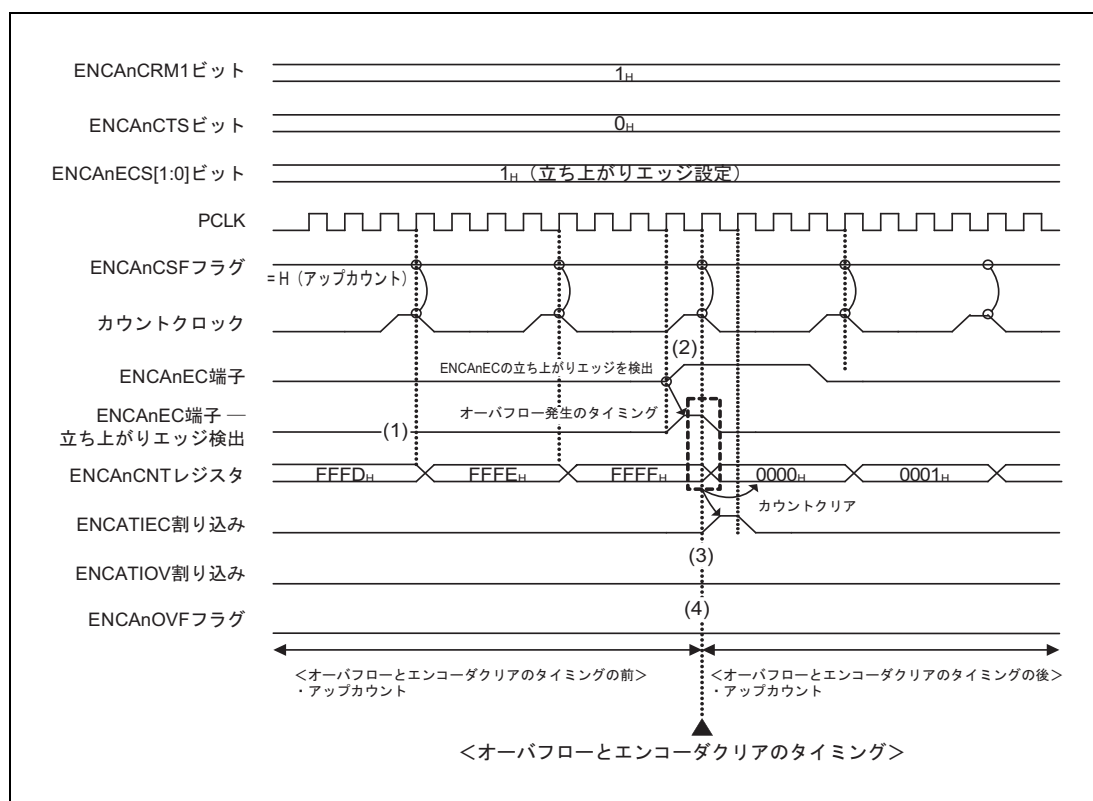 ENCAnCRM1ビット
1H
ENCAnCTSビット
0H
ENCAnECS[1:0]ビット
1H（立ち上がりエッジ設定）
PCLK
ENCAnCSFフラグ
=H（アップカウント）
カウントクロック
(2)
ENCAnECの立ち上がりエッジを検出
ENCAnEC端子
ENCAnEC端子 ―
立ち上がりエッジ検出
(1)
オーバフロー発生のタイミング
ENCAnCNTレジスタ
FFFDH
FFFEH
FFFFH
0000H
0001H
カウントクリア
ENCATIEC割り込み
(3)
ENCATIOV割り込み
(4)
ENCAnOVFフラグ
＜オーバフローとエンコーダクリアのタイミングの前＞
・アップカウント
＜オーバフローとエンコーダクリアのタイミングの後＞
・アップカウント
＜オーバフローとエンコーダクリアのタイミング＞